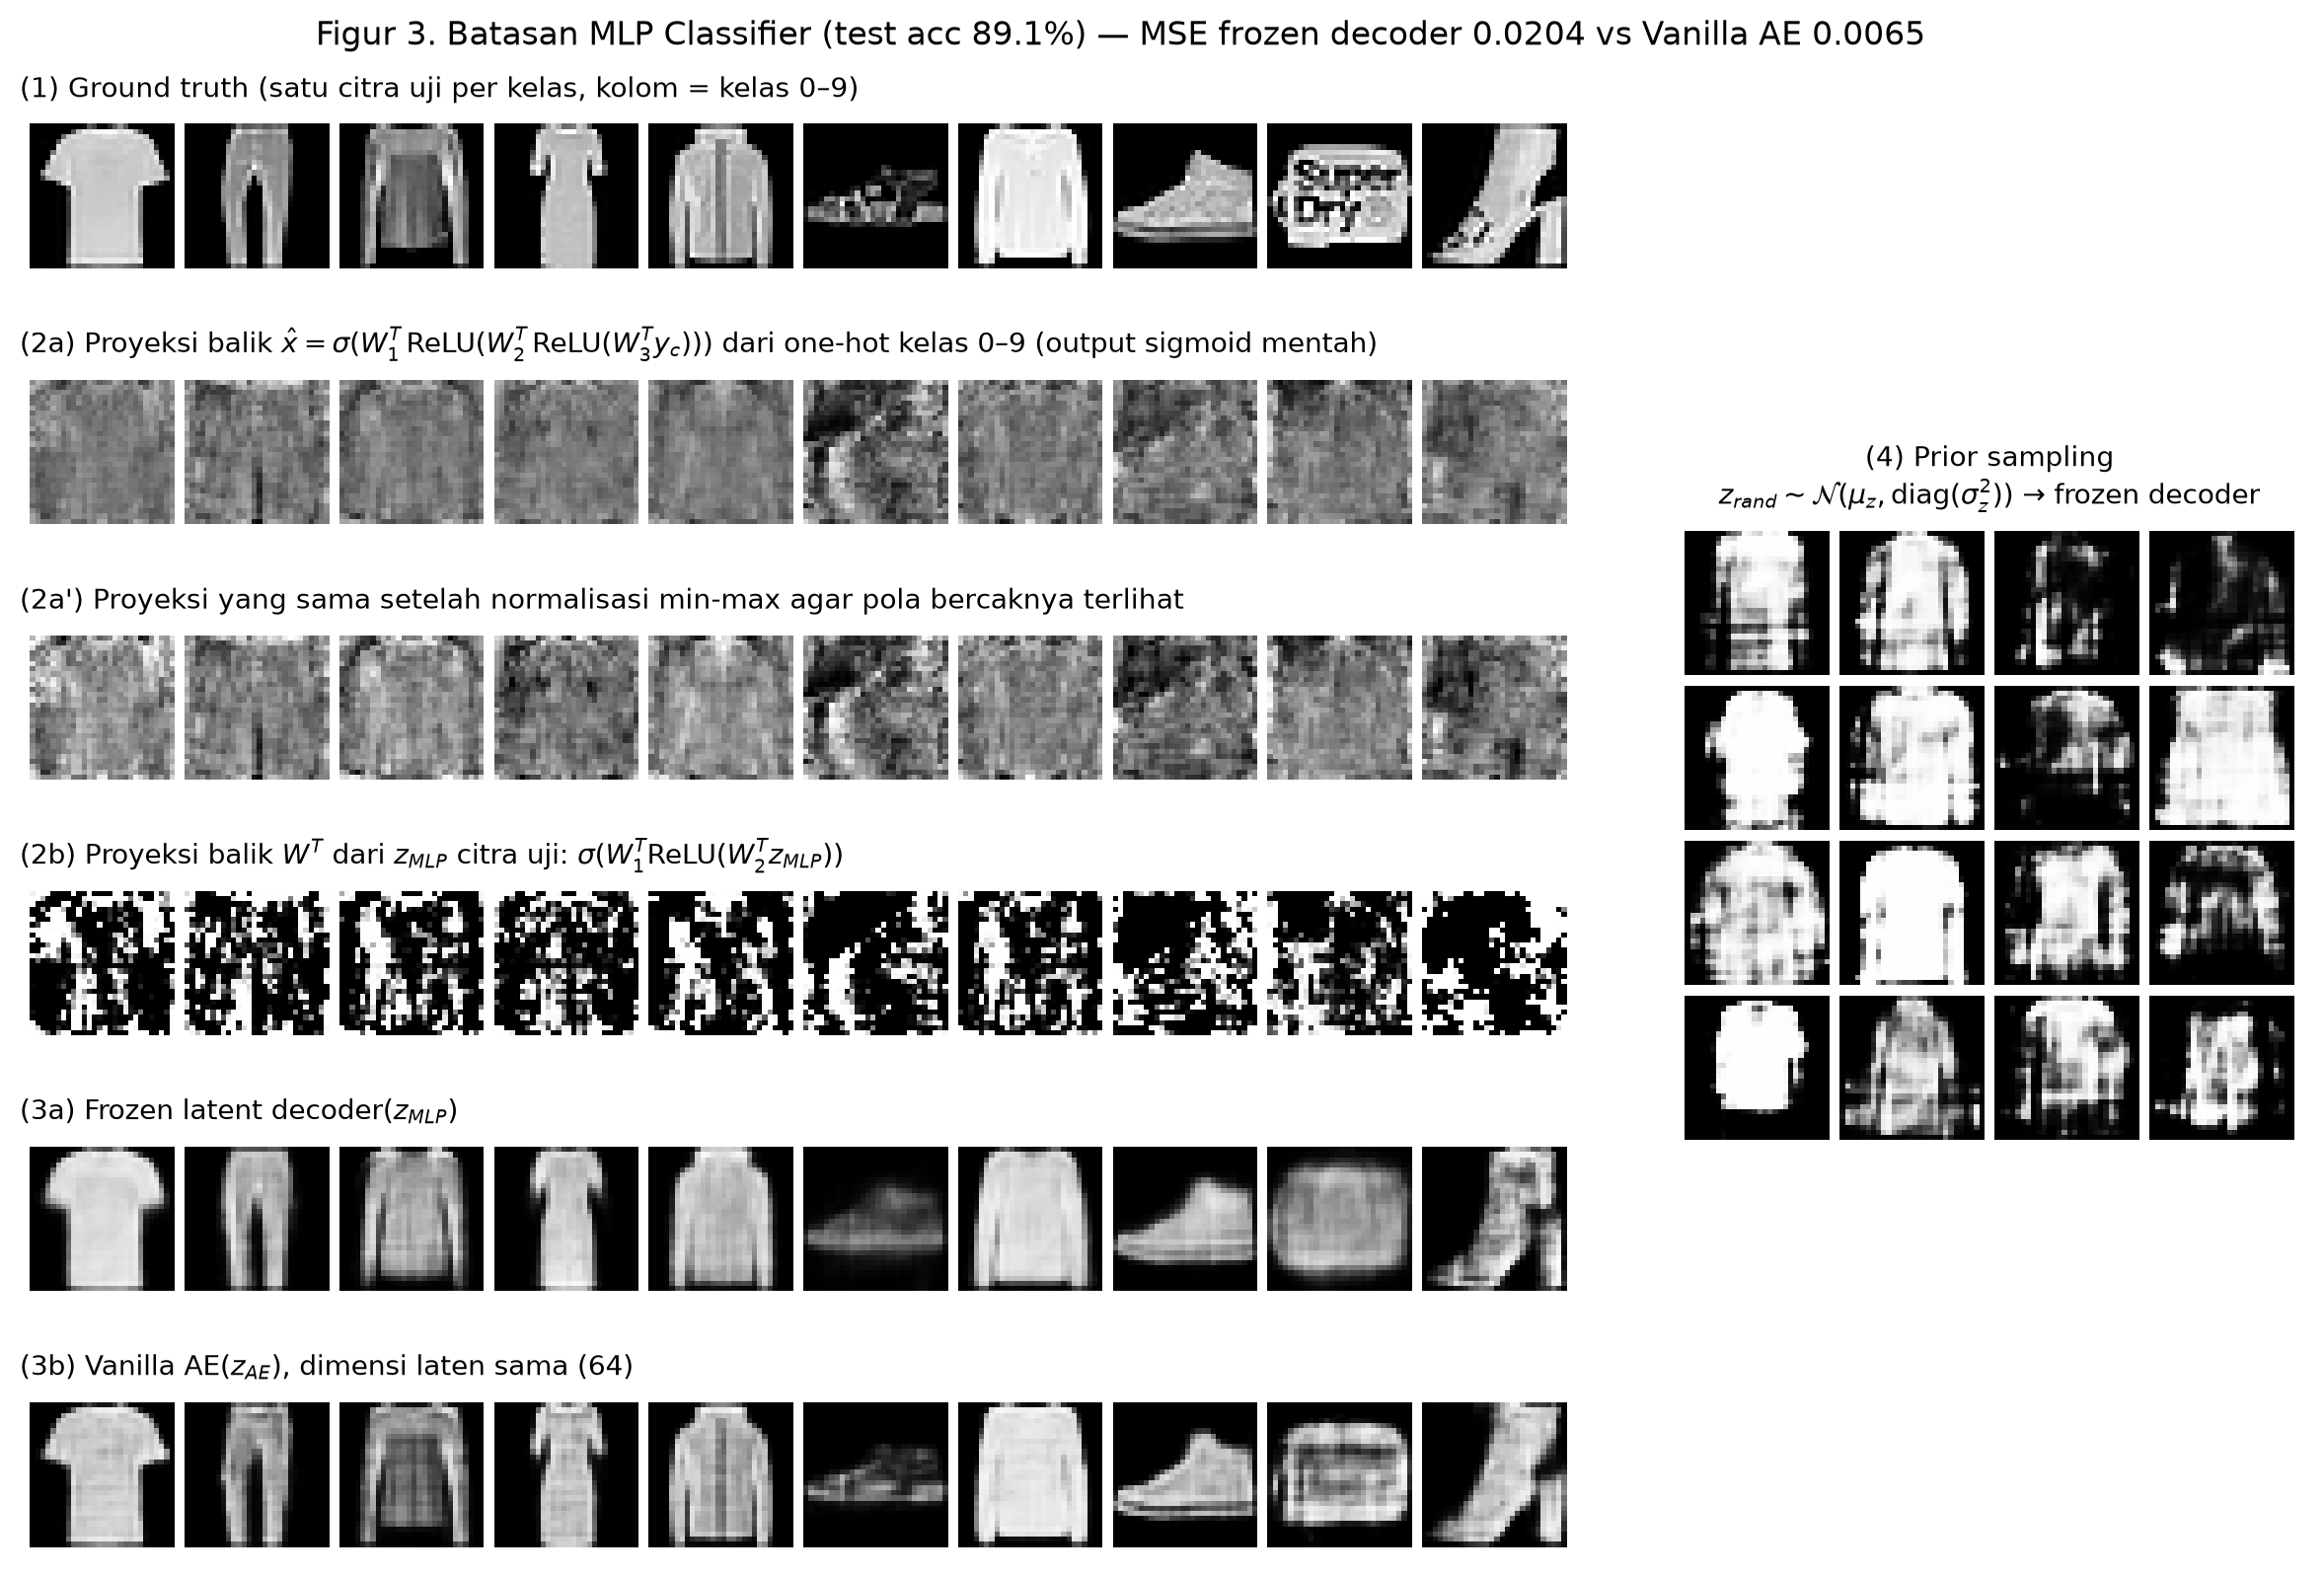 Figur 3. Batasan MLP Classifier (test acc 89.1%) — MSE frozen decoder 0.0204 vs Vanilla AE 0.0065
(1) Ground truth (satu citra uji per kelas, kolom = kelas 0–9)
Super
Dry
(2a) Proyeksi balik x̂ = σ(W₁ᵀ ReLU(W₂ᵀ ReLU(W₃ᵀy_c))) dari one-hot kelas 0–9 (output sigmoid mentah)
(2a') Proyeksi yang sama setelah normalisasi min-max agar pola bercaknya terlihat
(2b) Proyeksi balik Wᵀ dari z_MLP citra uji: σ(W₁ᵀReLU(W₂ᵀz_MLP))
(3a) Frozen latent decoder(z_MLP)
(3b) Vanilla AE(z_AE), dimensi laten sama (64)
(4) Prior sampling
z_rand ~ 𝒩(μ_z, diag(σ_z²)) → frozen decoder